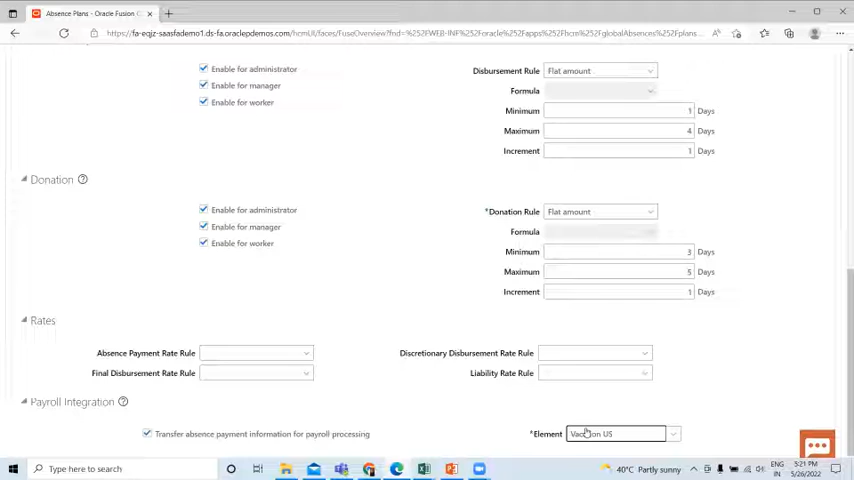 Absence Plans - Oracle Fusion C
https://fa-eqjz-saasfademo1.ds-fa.oraclepdemos.com/hcmUI/faces/FuseOverview?fnd=%252FWEB-INF%252Foracle%252Fapps%252Fhcm%252FglobalAbsences%252Fplans...
Enable for administrator
Enable for manager
Enable for worker
Disbursement Rule Flat amount
Formula
Minimum 1 Days
Maximum 4 Days
Increment 1 Days
Donation
Enable for administrator
Enable for manager
Enable for worker
*Donation Rule Flat amount
Formula
Minimum 3 Days
Maximum 5 Days
Increment 1 Days
Rates
Absence Payment Rate Rule
Final Disbursement Rate Rule
Discretionary Disbursement Rate Rule
Liability Rate Rule
Payroll Integration
Transfer absence payment information for payroll processing
*Element Vacation US
Type here to search
40°C Partly sunny
ENG
IN
5:21 PM
5/26/2022